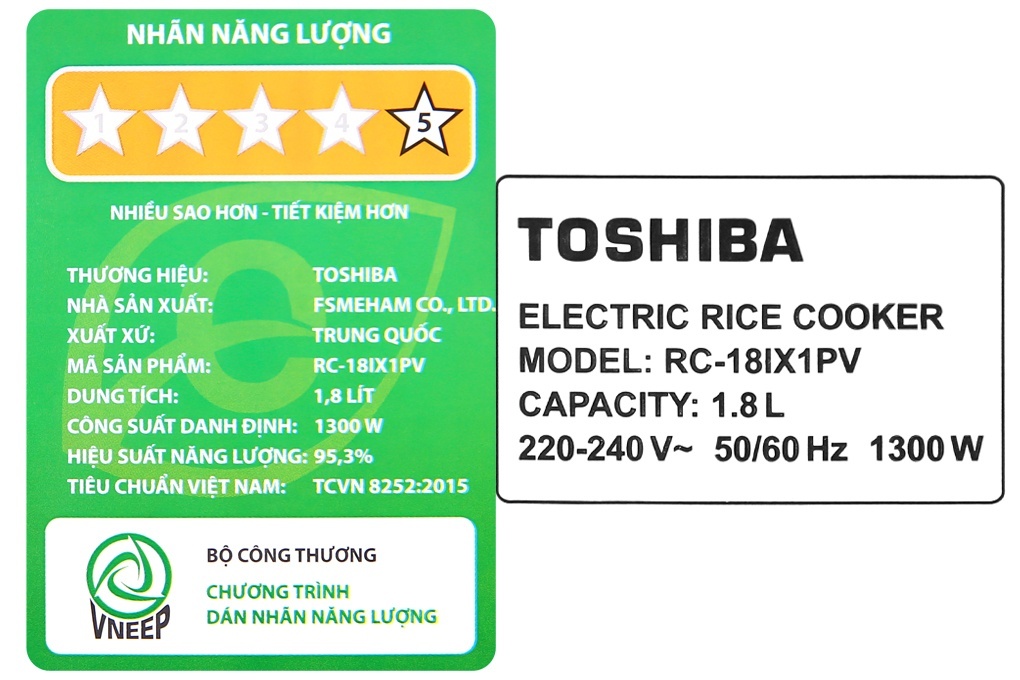 NHÃN NĂNG LƯỢNG
1 2 3 4 5
NHIỀU SAO HƠN - TIẾT KIỆM HƠN
THƯƠNG HIỆU: TOSHIBA
NHÀ SẢN XUẤT: FSMEHAM CO., LTD.
XUẤT XỨ: TRUNG QUỐC
MÃ SẢN PHẨM: RC-18IX1PV
DUNG TÍCH: 1,8 LÍT
CÔNG SUẤT DANH ĐỊNH: 1300 W
HIỆU SUẤT NĂNG LƯỢNG: 95,3%
TIÊU CHUẨN VIỆT NAM: TCVN 8252:2015
VNEEP
BỘ CÔNG THƯƠNG
CHƯƠNG TRÌNH
DÁN NHÃN NĂNG LƯỢNG
TOSHIBA
ELECTRIC RICE COOKER
MODEL: RC-18IX1PV
CAPACITY: 1.8 L
220-240 V~ 50/60 Hz 1300 W